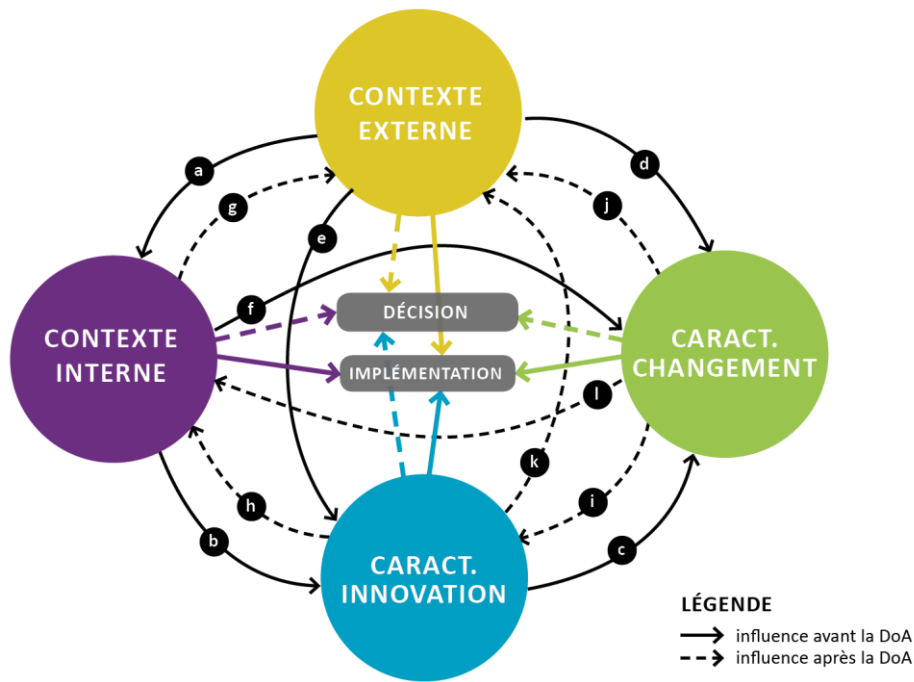 CONTEXTE
EXTERNE
a
d
g
j
e
f
DÉCISION
CONTEXTE
INTERNE
CARACT.
CHANGEMENT
IMPLÉMENTATION
l
k
h
i
b
c
CARACT.
INNOVATION
LÉGENDE
influence avant la DoA
influence après la DoA